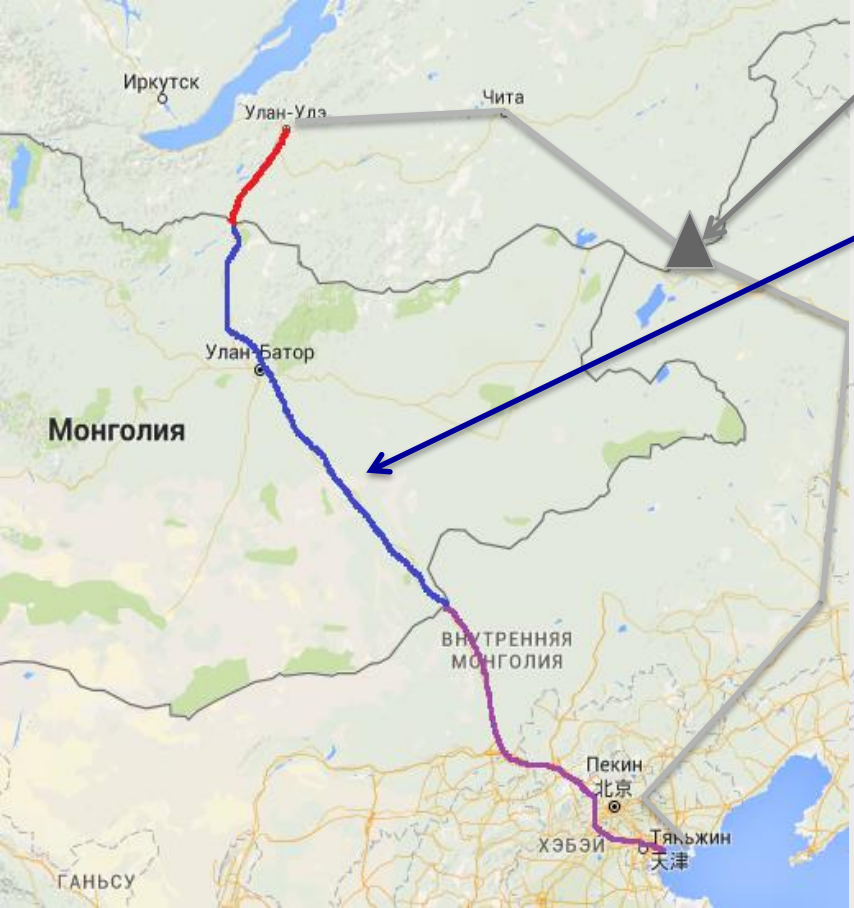 Иркутск
Чита
Улан-Удэ
Улан-Батор
Монголия
ВНУТРЕННЯЯ
МОНГОЛИЯ
Пекин
北京
Тяньжин
ХЭБЭЙ
天津
ГАНЬСУ